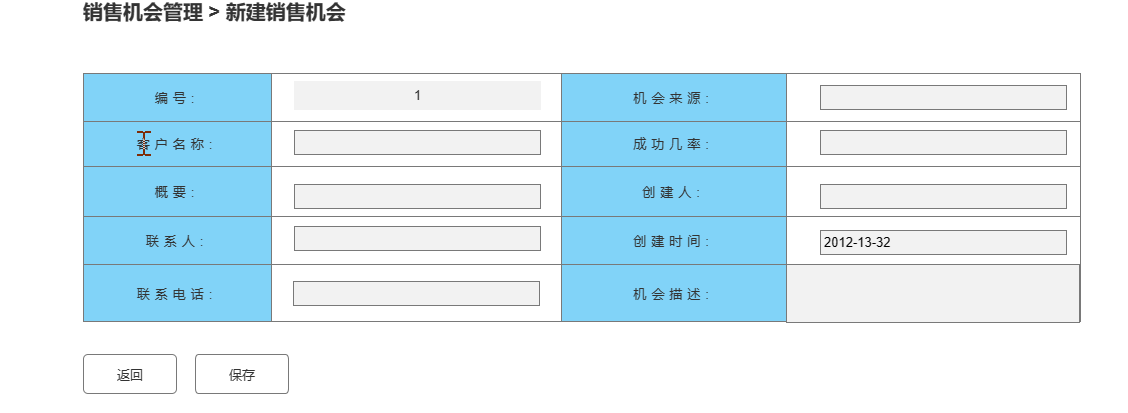 销售机会管理 > 新建销售机会
编号: 1 机会来源:
客户名称: 成功几率:
概要: 创建人:
联系人: 创建时间: 2012-13-32
联系电话: 机会描述:
返回 保存